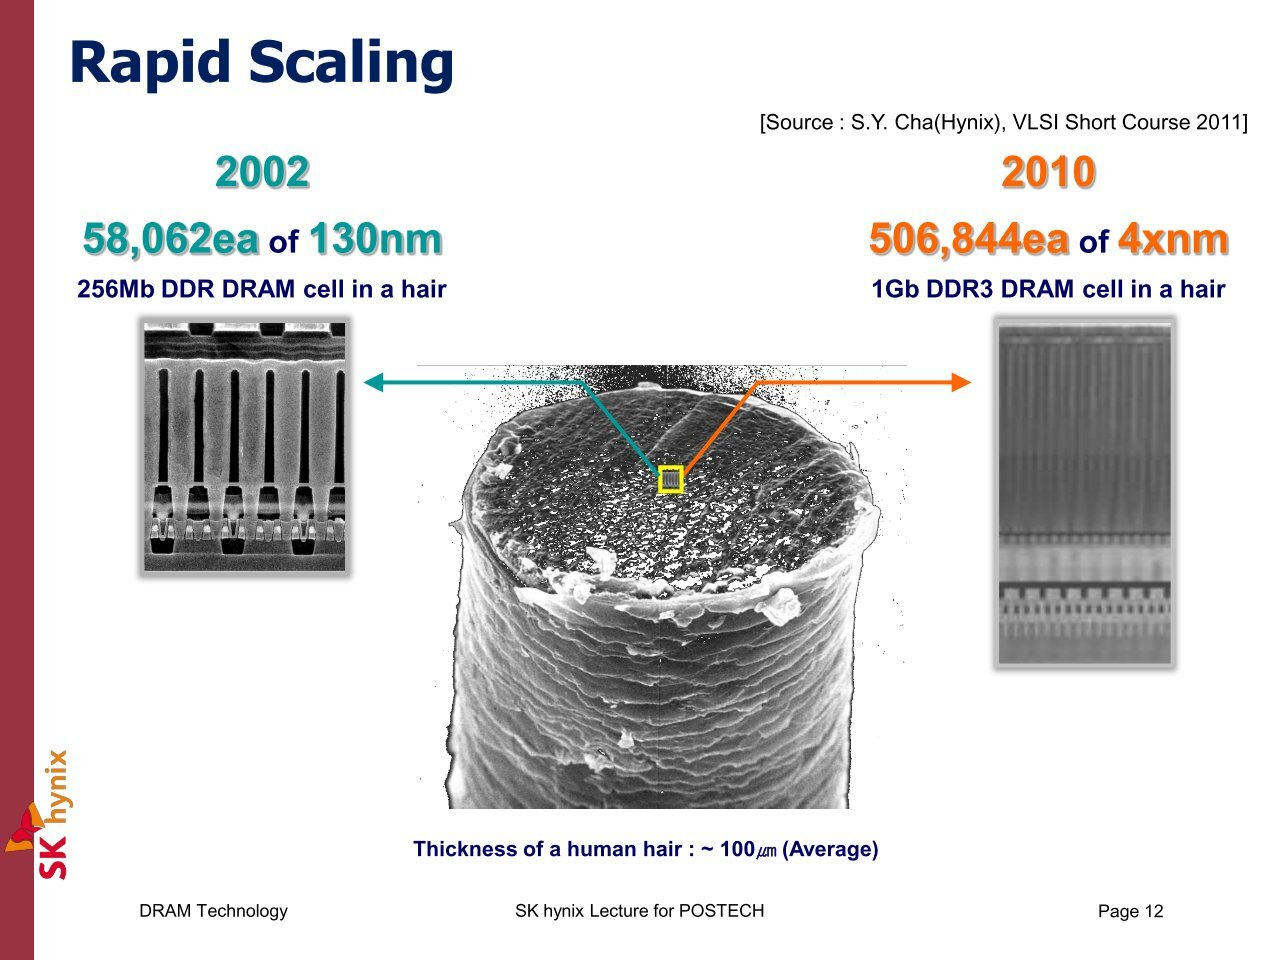 Rapid Scaling
[Source : S.Y. Cha(Hynix), VLSI Short Course 2011]
2002
58,062ea of 130nm
256Mb DDR DRAM cell in a hair
2010
506,844ea of 4xnm
1Gb DDR3 DRAM cell in a hair
Thickness of a human hair : ~ 100㎛ (Average)
SK hynix
DRAM Technology
SK hynix Lecture for POSTECH
Page 12